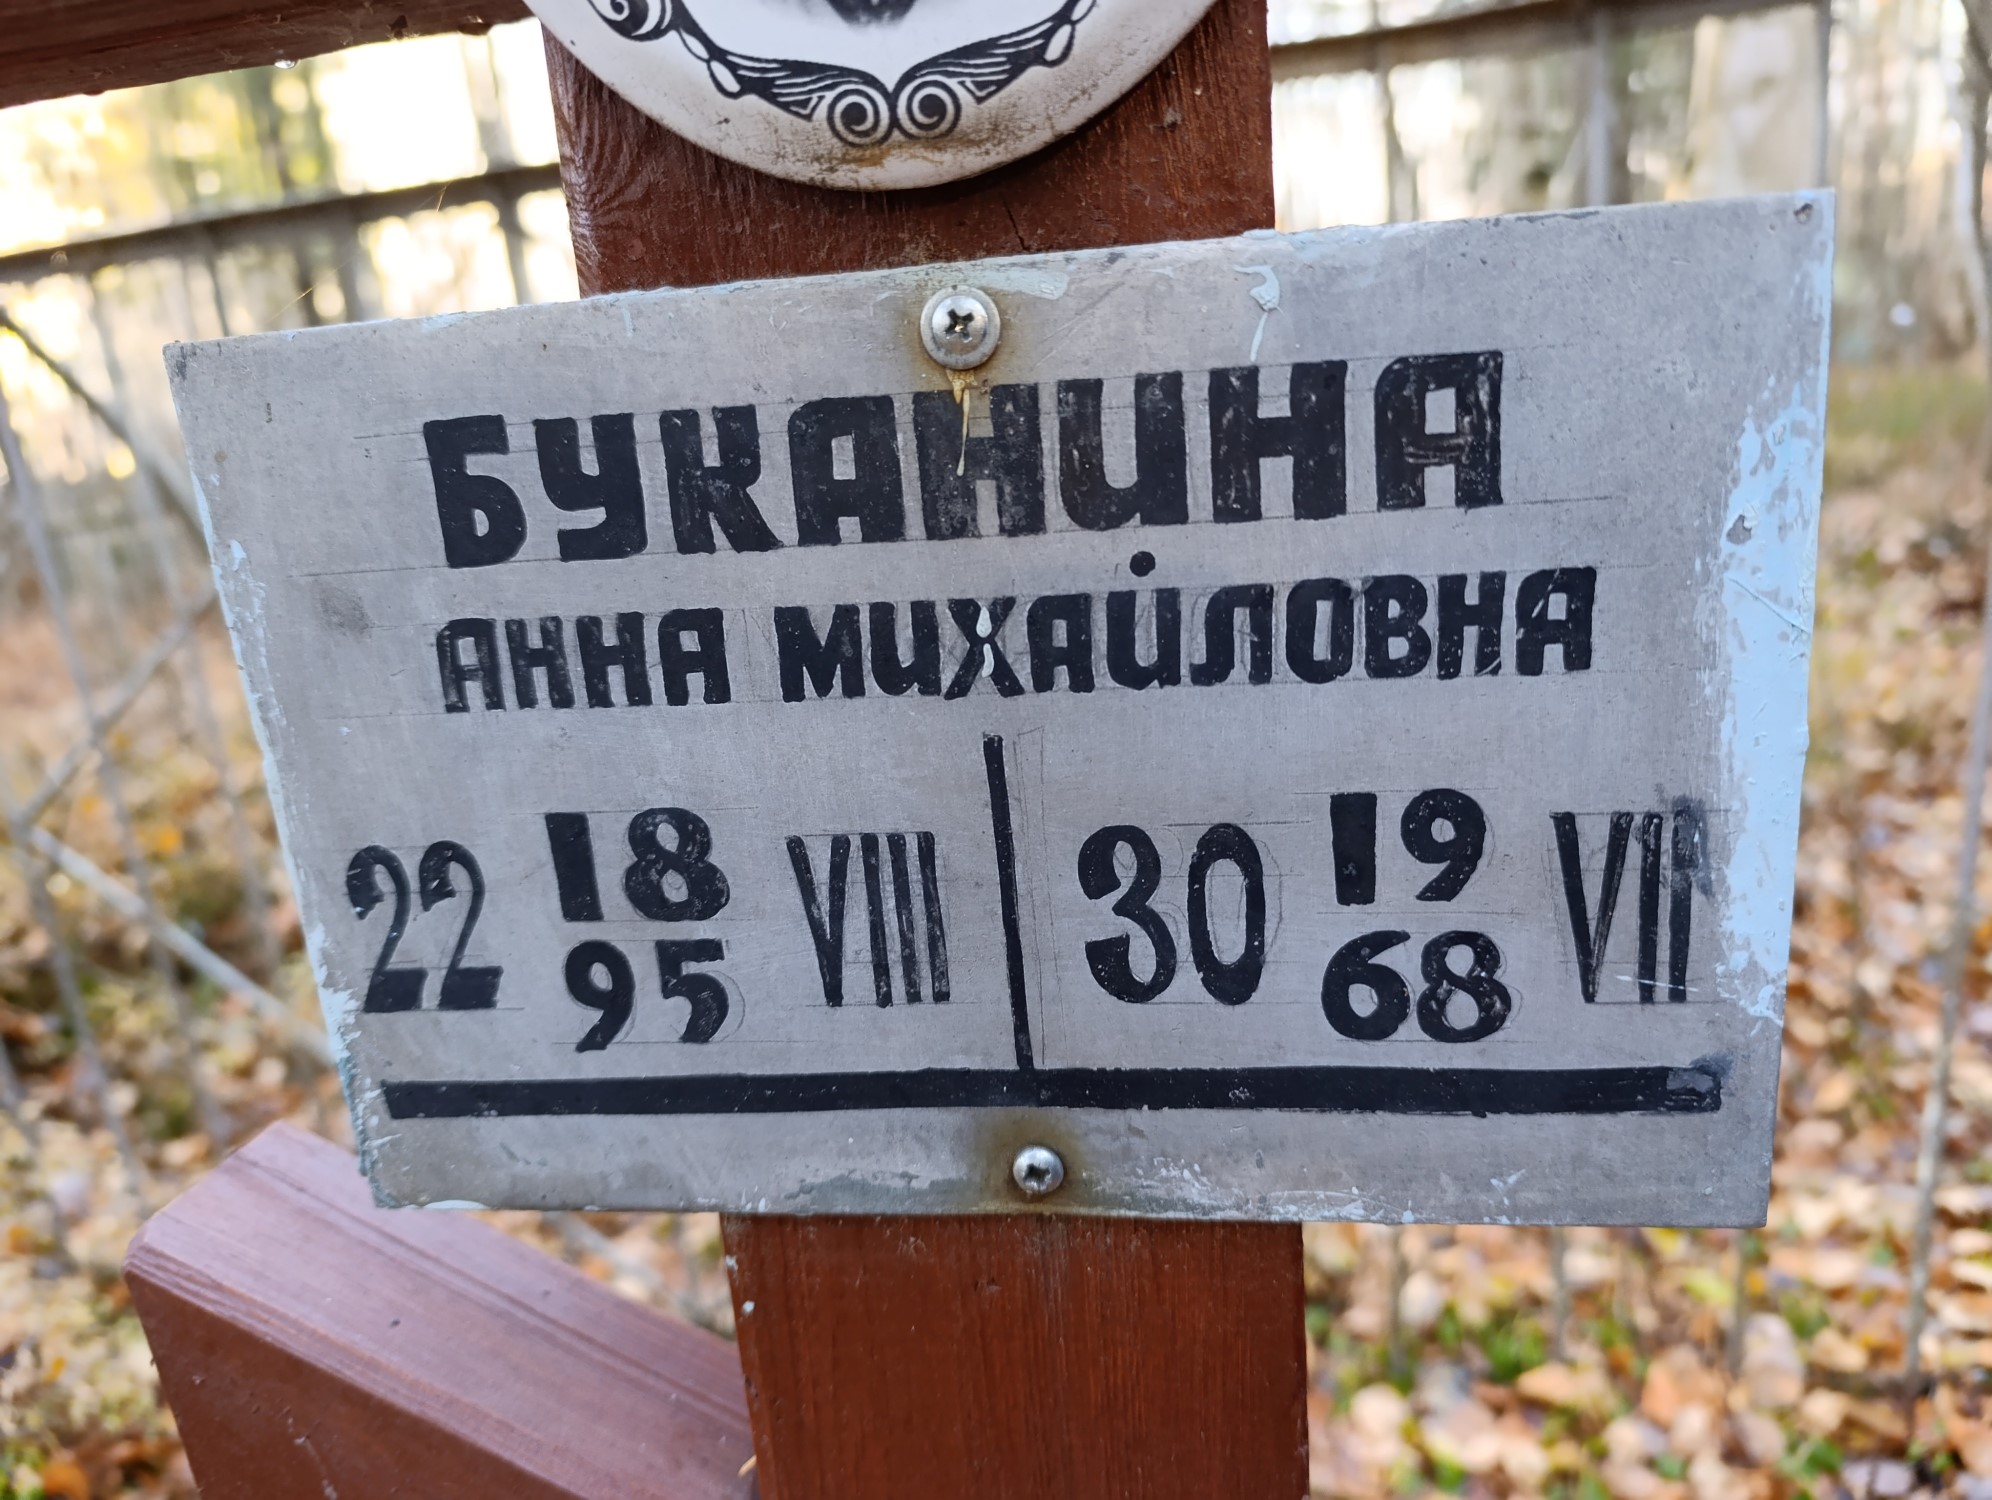 БУКАНИНА
АННА МИХАЙЛОВНА
22 18 95 VIII 30 19 68 VII